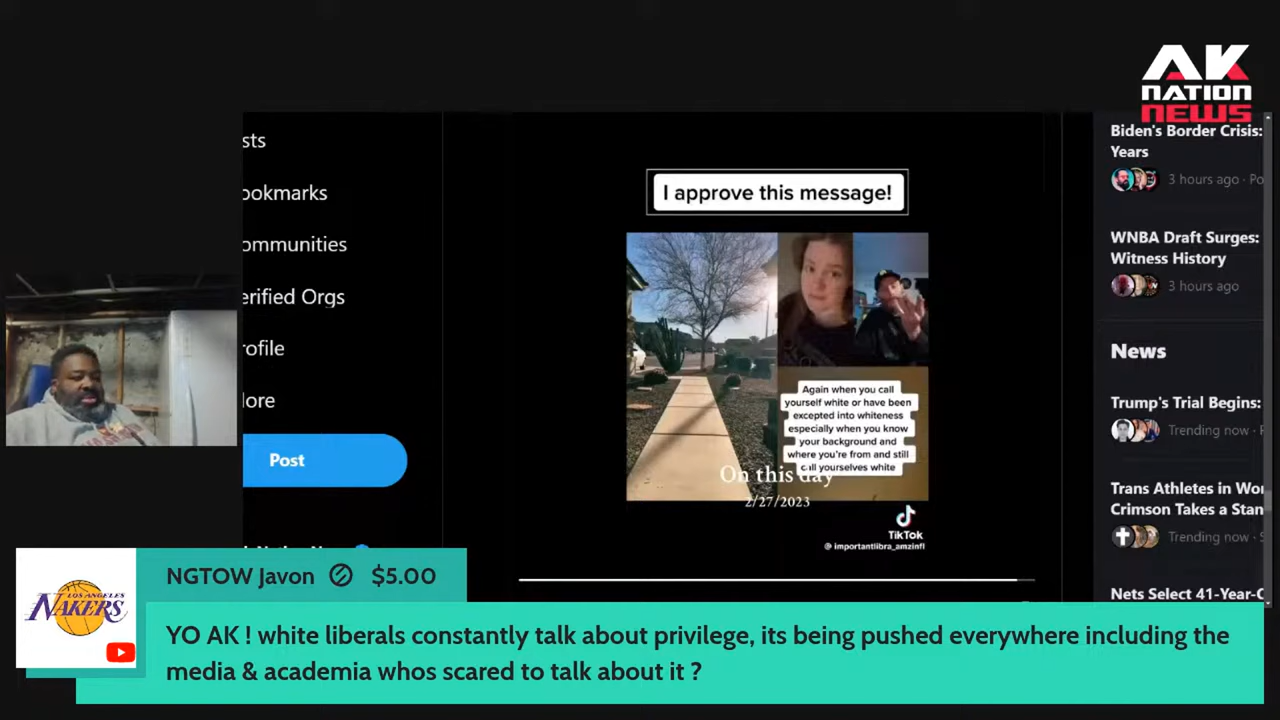 AK
NATION
NEWS
sts
ookmarks
ommunities
erified Orgs
rofile
ore
Post
I approve this message!
Again when you call
yourself white or have been
excepted into whiteness
especially when you know
your background and
where you're from and still
call yourselves white
On this day
2/27/2023
TikTok
@ importantlibra_amzinfl
Biden's Border Crisis:
Years
3 hours ago · Po
WNBA Draft Surges:
Witness History
3 hours ago
News
Trump's Trial Begins:
Trending now ·
Trans Athletes in Wo
Crimson Takes a Stan
Trending now ·
Nets Select 41-Year-O
LOS ANGELES
NAKERS
NGTOW Javon $5.00
YO AK ! white liberals constantly talk about privilege, its being pushed everywhere including the
media & academia whos scared to talk about it ?